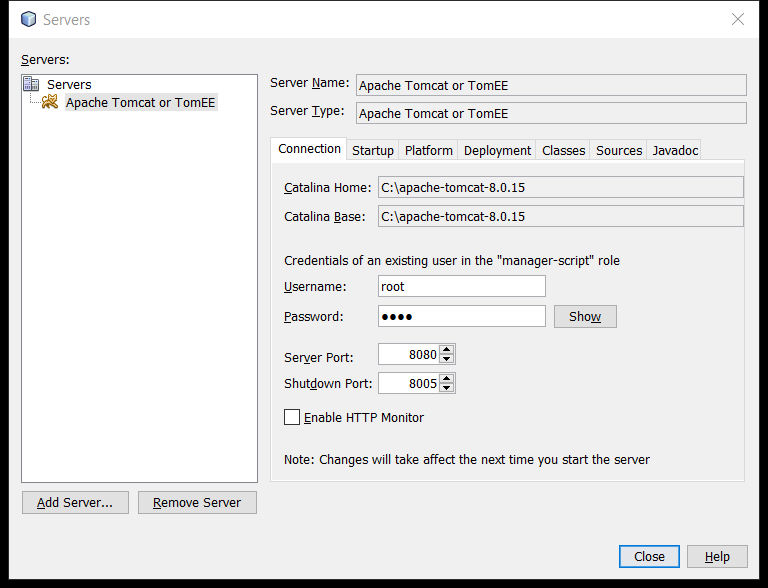 Servers
Servers:
Servers
Apache Tomcat or TomEE
Server Name: Apache Tomcat or TomEE
Server Type: Apache Tomcat or TomEE
Connection Startup Platform Deployment Classes Sources Javadoc
Catalina Home: C:\apache-tomcat-8.0.15
Catalina Base: C:\apache-tomcat-8.0.15
Credentials of an existing user in the "manager-script" role
Username: root
Password: ●●●● Show
Server Port: 8080
Shutdown Port: 8005
Enable HTTP Monitor
Note: Changes will take affect the next time you start the server
Add Server... Remove Server
Close Help